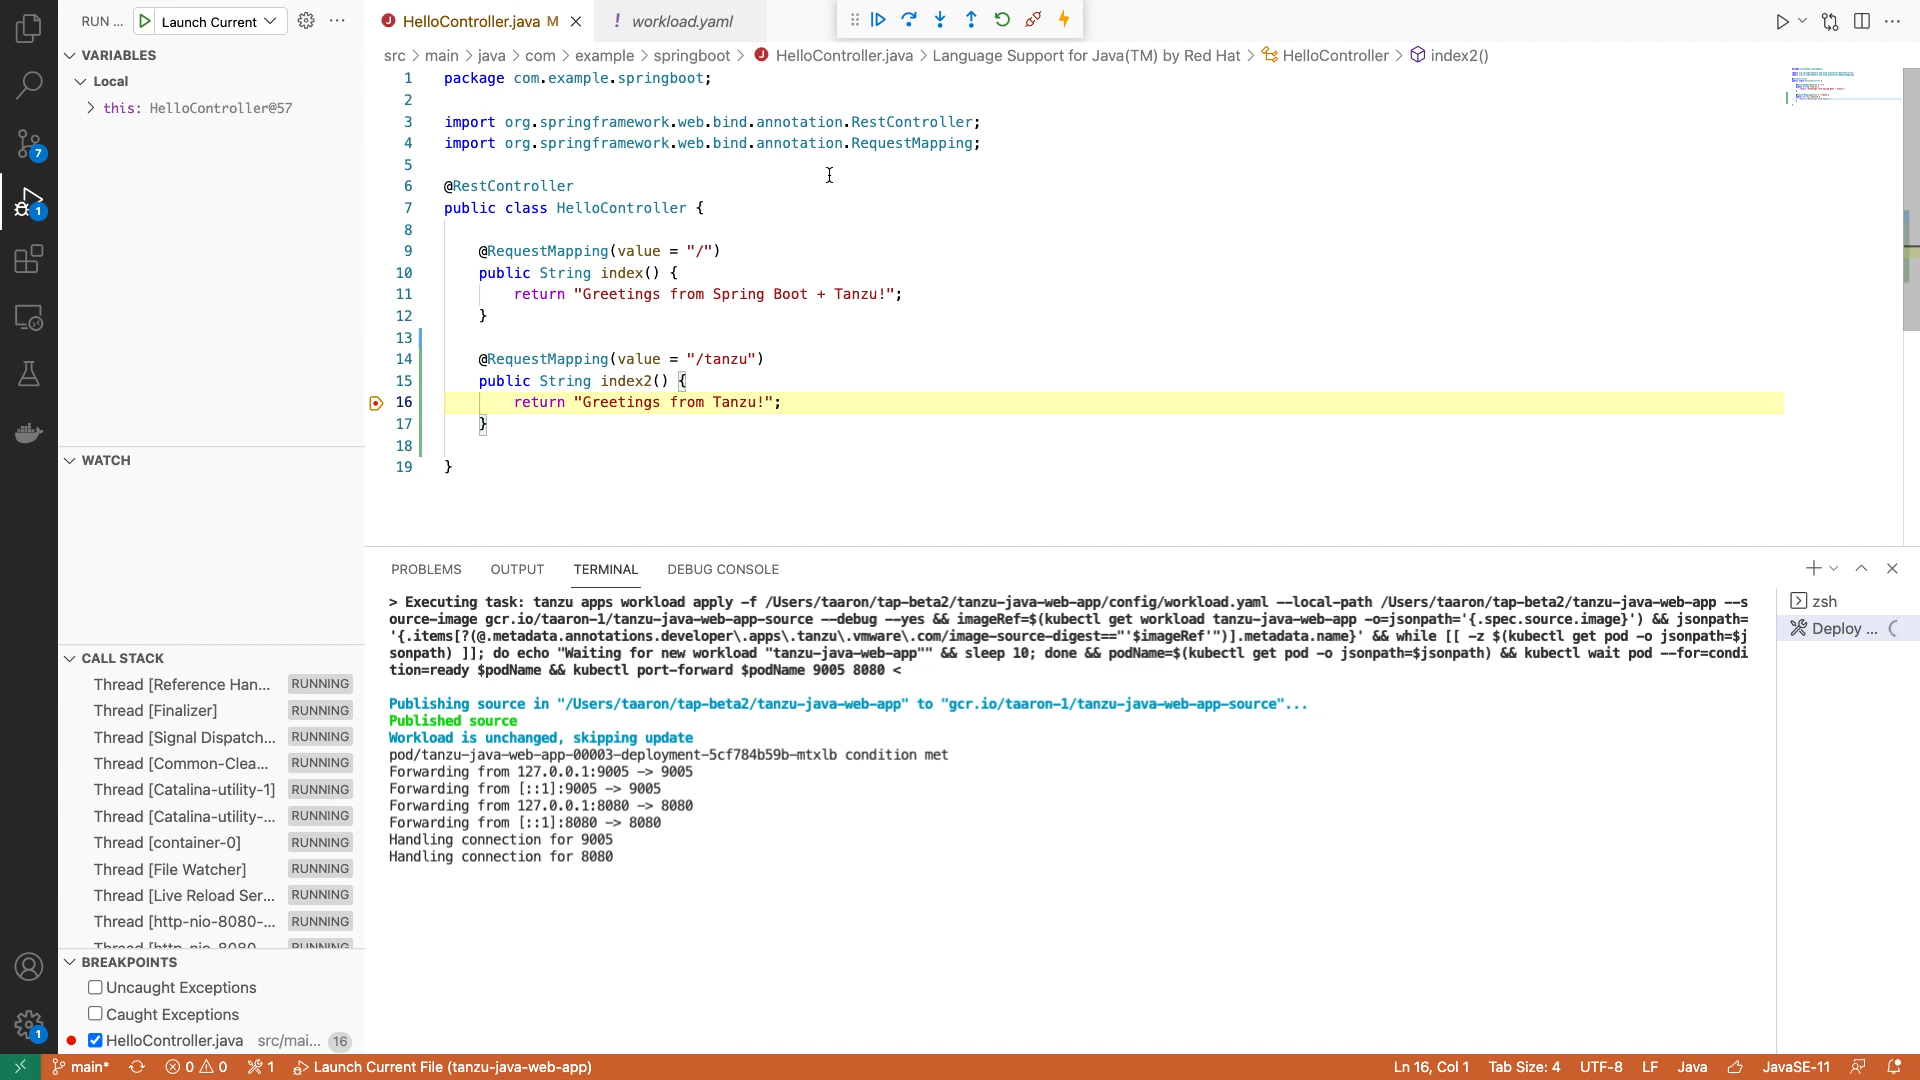 RUN ... Launch Current
HelloController.java M
! workload.yaml
src > main > java > com > example > springboot > HelloController.java > Language Support for Java(TM) by Red Hat > HelloController > index2()
VARIABLES
Local
this: HelloController@57
7
1
1 package com.example.springboot;
2
3 import org.springframework.web.bind.annotation.RestController;
4 import org.springframework.web.bind.annotation.RequestMapping;
5
6 @RestController
7 public class HelloController {
8
9 @RequestMapping(value = "/")
10 public String index() {
11 return "Greetings from Spring Boot + Tanzu!";
12 }
13
14 @RequestMapping(value = "/tanzu")
15 public String index2() {
16 return "Greetings from Tanzu!";
17 }
18
19 }
WATCH
CALL STACK
Thread [Reference Han... RUNNING
Thread [Finalizer] RUNNING
Thread [Signal Dispatch... RUNNING
Thread [Common-Clea... RUNNING
Thread [Catalina-utility-1] RUNNING
Thread [Catalina-utility-... RUNNING
Thread [container-0] RUNNING
Thread [File Watcher] RUNNING
Thread [Live Reload Ser... RUNNING
Thread [http-nio-8080-... RUNNING
Thread [http-nio-8080-... RUNNING
BREAKPOINTS
Uncaught Exceptions
Caught Exceptions
HelloController.java src/mai... 16
1
PROBLEMS OUTPUT TERMINAL DEBUG CONSOLE
> Executing task: tanzu apps workload apply -f /Users/taaron/tap-beta2/tanzu-java-web-app/config/workload.yaml --local-path /Users/taaron/tap-beta2/tanzu-java-web-app --s
ource-image gcr.io/taaron-1/tanzu-java-web-app-source --debug --yes && imageRef=$(kubectl get workload tanzu-java-web-app -o=jsonpath='{.spec.source.image}') && jsonpath=
'{.items[?(@.metadata.annotations.developer\.apps\.tanzu\.vmware\.com/image-source-digest=="'$imageRef'")].metadata.name}' && while [[ -z $(kubectl get pod -o jsonpath=$j
sonpath) ]]; do echo "Waiting for new workload "tanzu-java-web-app"" && sleep 10; done && podName=$(kubectl get pod -o jsonpath=$jsonpath) && kubectl wait pod --for=condi
tion=ready $podName && kubectl port-forward $podName 9005 8080 <
Publishing source in "/Users/taaron/tap-beta2/tanzu-java-web-app" to "gcr.io/taaron-1/tanzu-java-web-app-source"...
Published source
Workload is unchanged, skipping update
pod/tanzu-java-web-app-00003-deployment-5cf784b59b-mtxlb condition met
Forwarding from 127.0.0.1:9005 -> 9005
Forwarding from [::1]:9005 -> 9005
Forwarding from 127.0.0.1:8080 -> 8080
Forwarding from [::1]:8080 -> 8080
Handling connection for 9005
Handling connection for 8080
zsh
Deploy ...
main* 0 0 1 Launch Current File (tanzu-java-web-app)
Ln 16, Col 1 Tab Size: 4 UTF-8 LF Java JavaSE-11